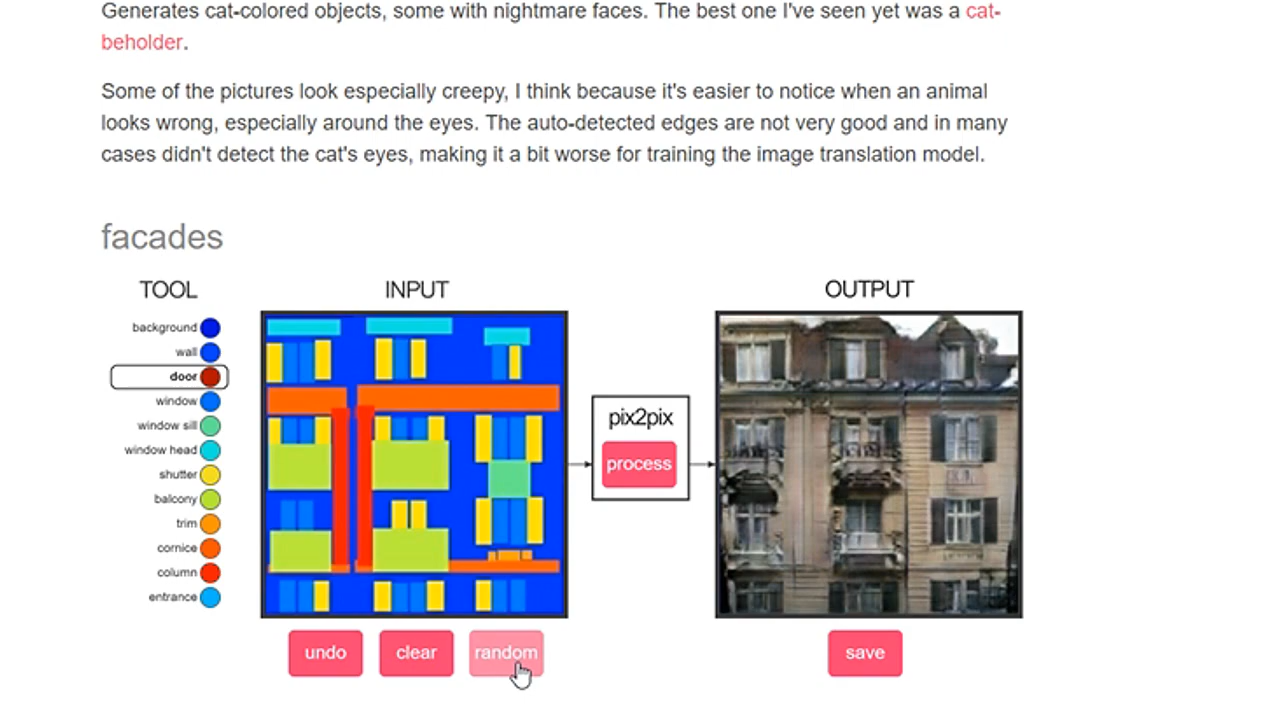 Generates cat-colored objects, some with nightmare faces. The best one I've seen yet was a cat-
beholder.
Some of the pictures look especially creepy, I think because it's easier to notice when an animal
looks wrong, especially around the eyes. The auto-detected edges are not very good and in many
cases didn't detect the cat's eyes, making it a bit worse for training the image translation model.
facades
TOOL
INPUT
OUTPUT
background
wall
door
window
window sill
window head
shutter
balcony
trim
cornice
column
entrance
pix2pix
process
undo
clear
random
save